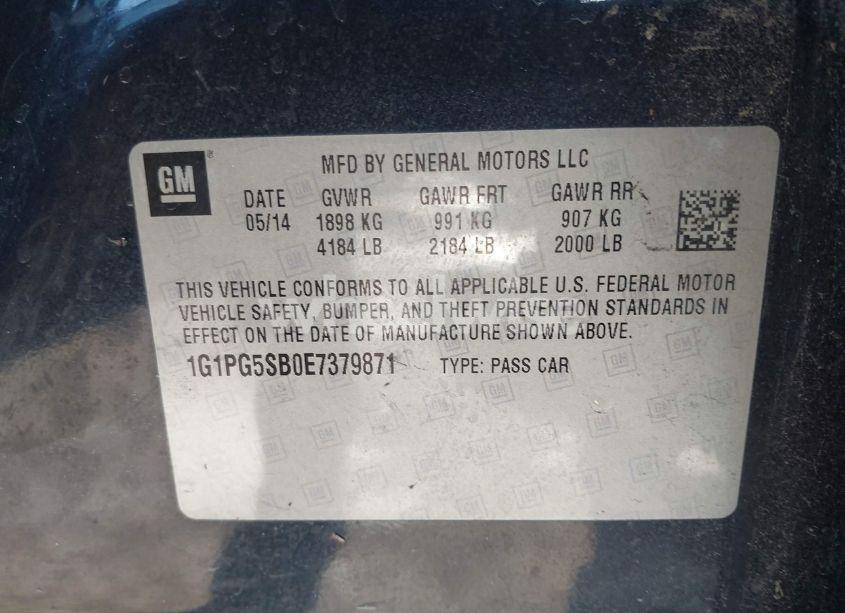 GM
MFD BY GENERAL MOTORS LLC
DATE GVWR GAWR FRT GAWR RR
05/14 1898 KG 991 KG 907 KG
4184 LB 2184 LB 2000 LB
THIS VEHICLE CONFORMS TO ALL APPLICABLE U.S. FEDERAL MOTOR
VEHICLE SAFETY, BUMPER, AND THEFT PREVENTION STANDARDS IN
EFFECT ON THE DATE OF MANUFACTURE SHOWN ABOVE.
1G1PG5SB0E7379871 TYPE: PASS CAR